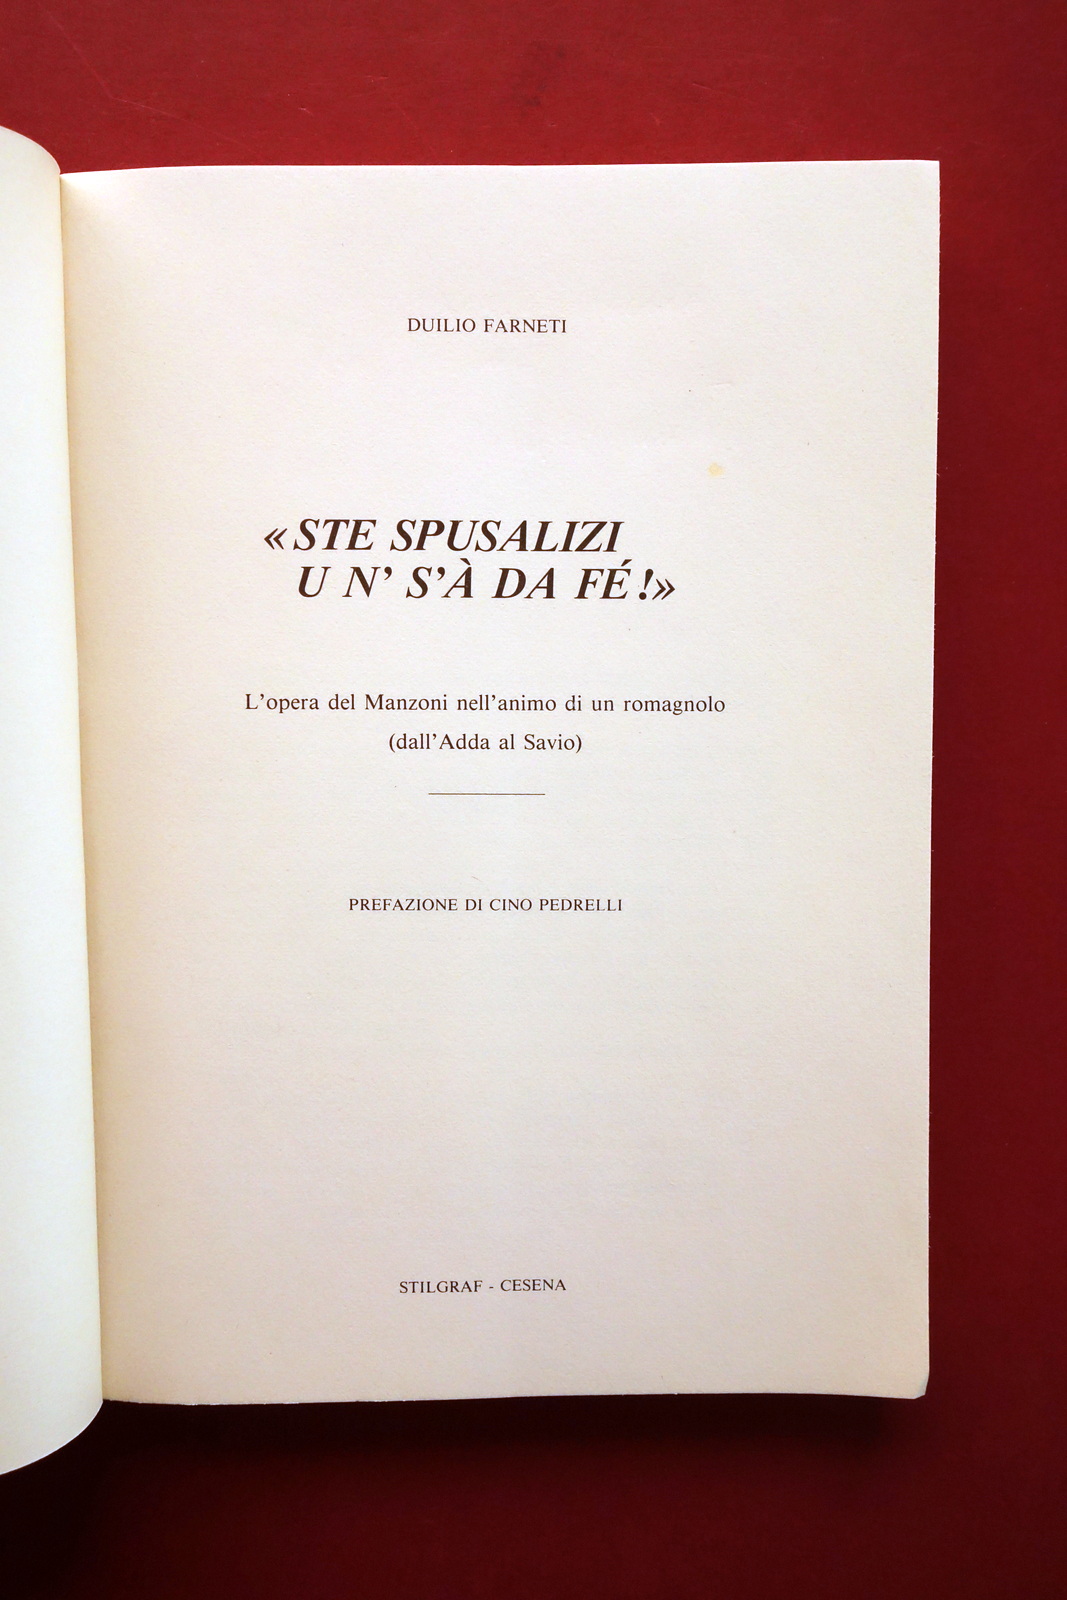 DUILIO FARNETI
«STE SPUSALIZI
U N' S'À DA FÉ!»
L'opera del Manzoni nell'animo di un romagnolo
(dall'Adda al Savio)
PREFAZIONE DI CINO PEDRELLI
STILGRAF - CESENA